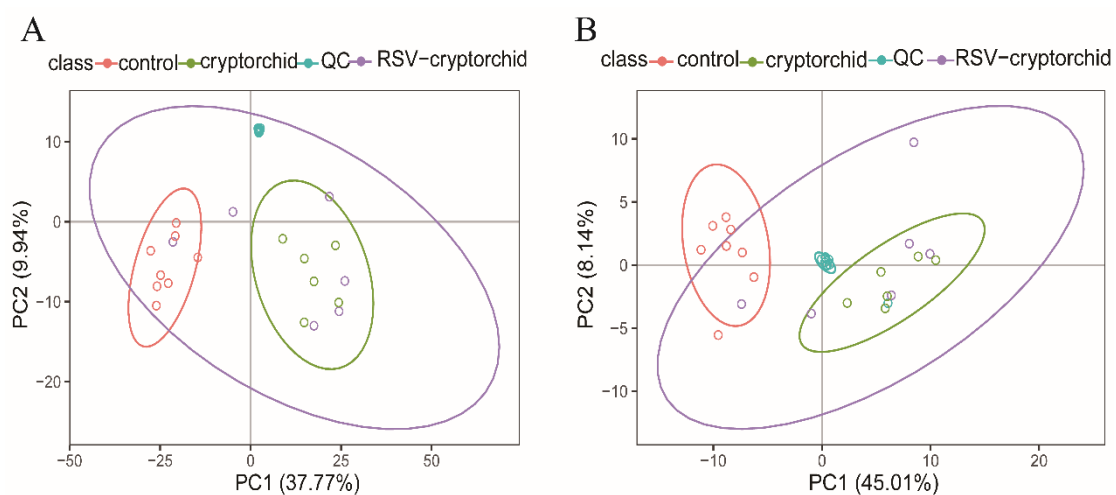 A
class control cryptorchid QC RSV−cryptorchid
10
0
−10
−20
PC2 (9.94%)
−50
−25
0
25
50
PC1 (37.77%)
B
class control cryptorchid QC RSV−cryptorchid
10
5
0
−5
−10
PC2 (8.14%)
−10
0
10
20
PC1 (45.01%)